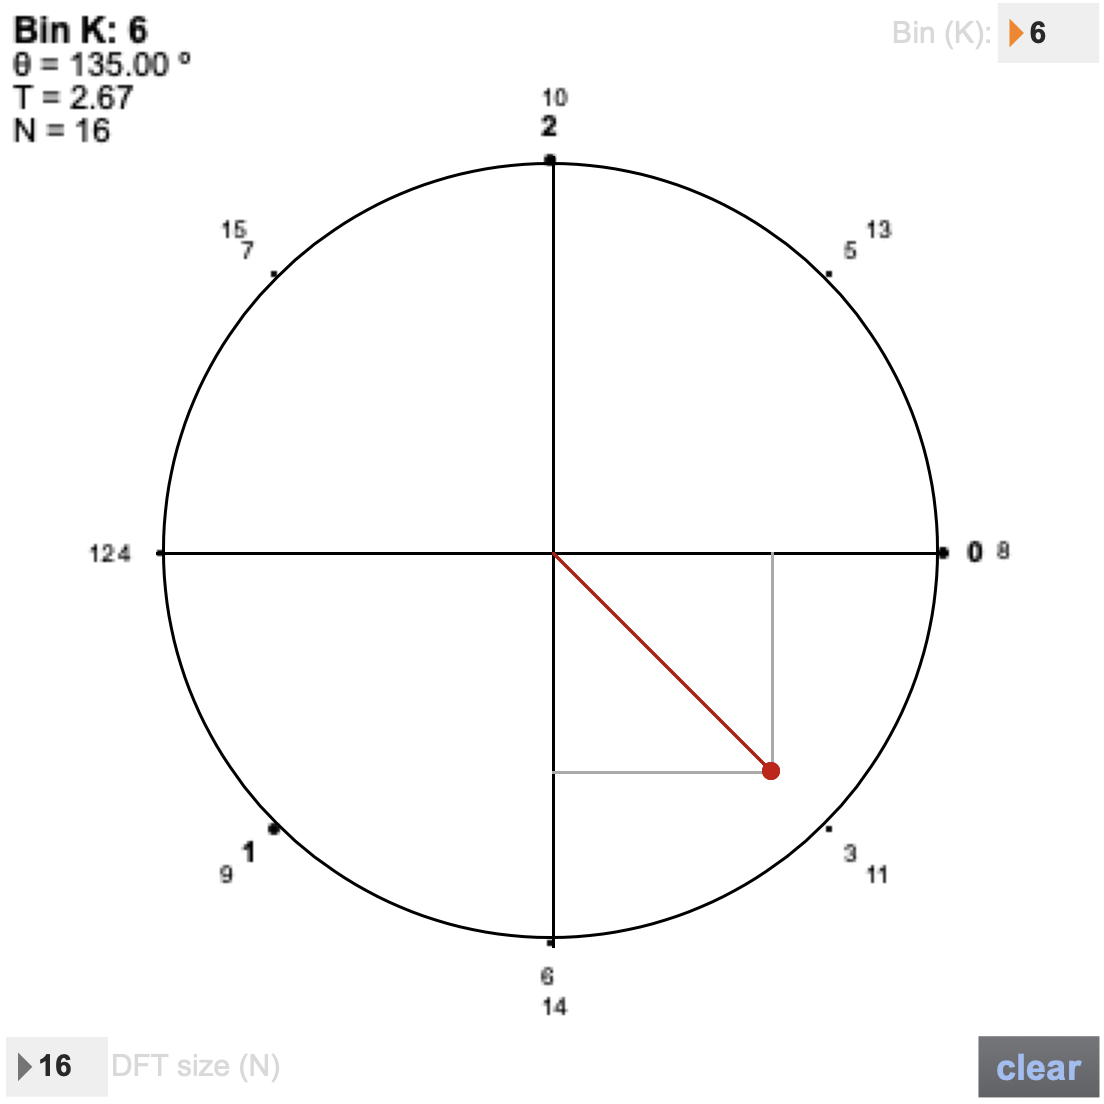 Bin K: 6
Bin (K): 6
θ = 135.00 º
T = 2.67
N = 16
10
2
15
13
7
5
12 4
0 8
1
3
9
11
6
14
16 DFT size (N)
clear